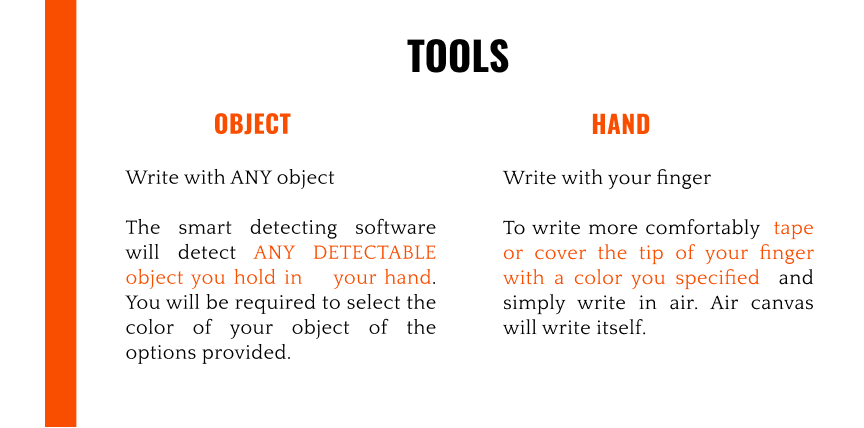 TOOLS
OBJECT
Write with ANY object
The smart detecting software
will detect ANY DETECTABLE
object you hold in your hand.
You will be required to select the
color of your object of the
options provided.
HAND
Write with your finger
To write more comfortably tape
or cover the tip of your finger
with a color you specified and
simply write in air. Air canvas
will write itself.